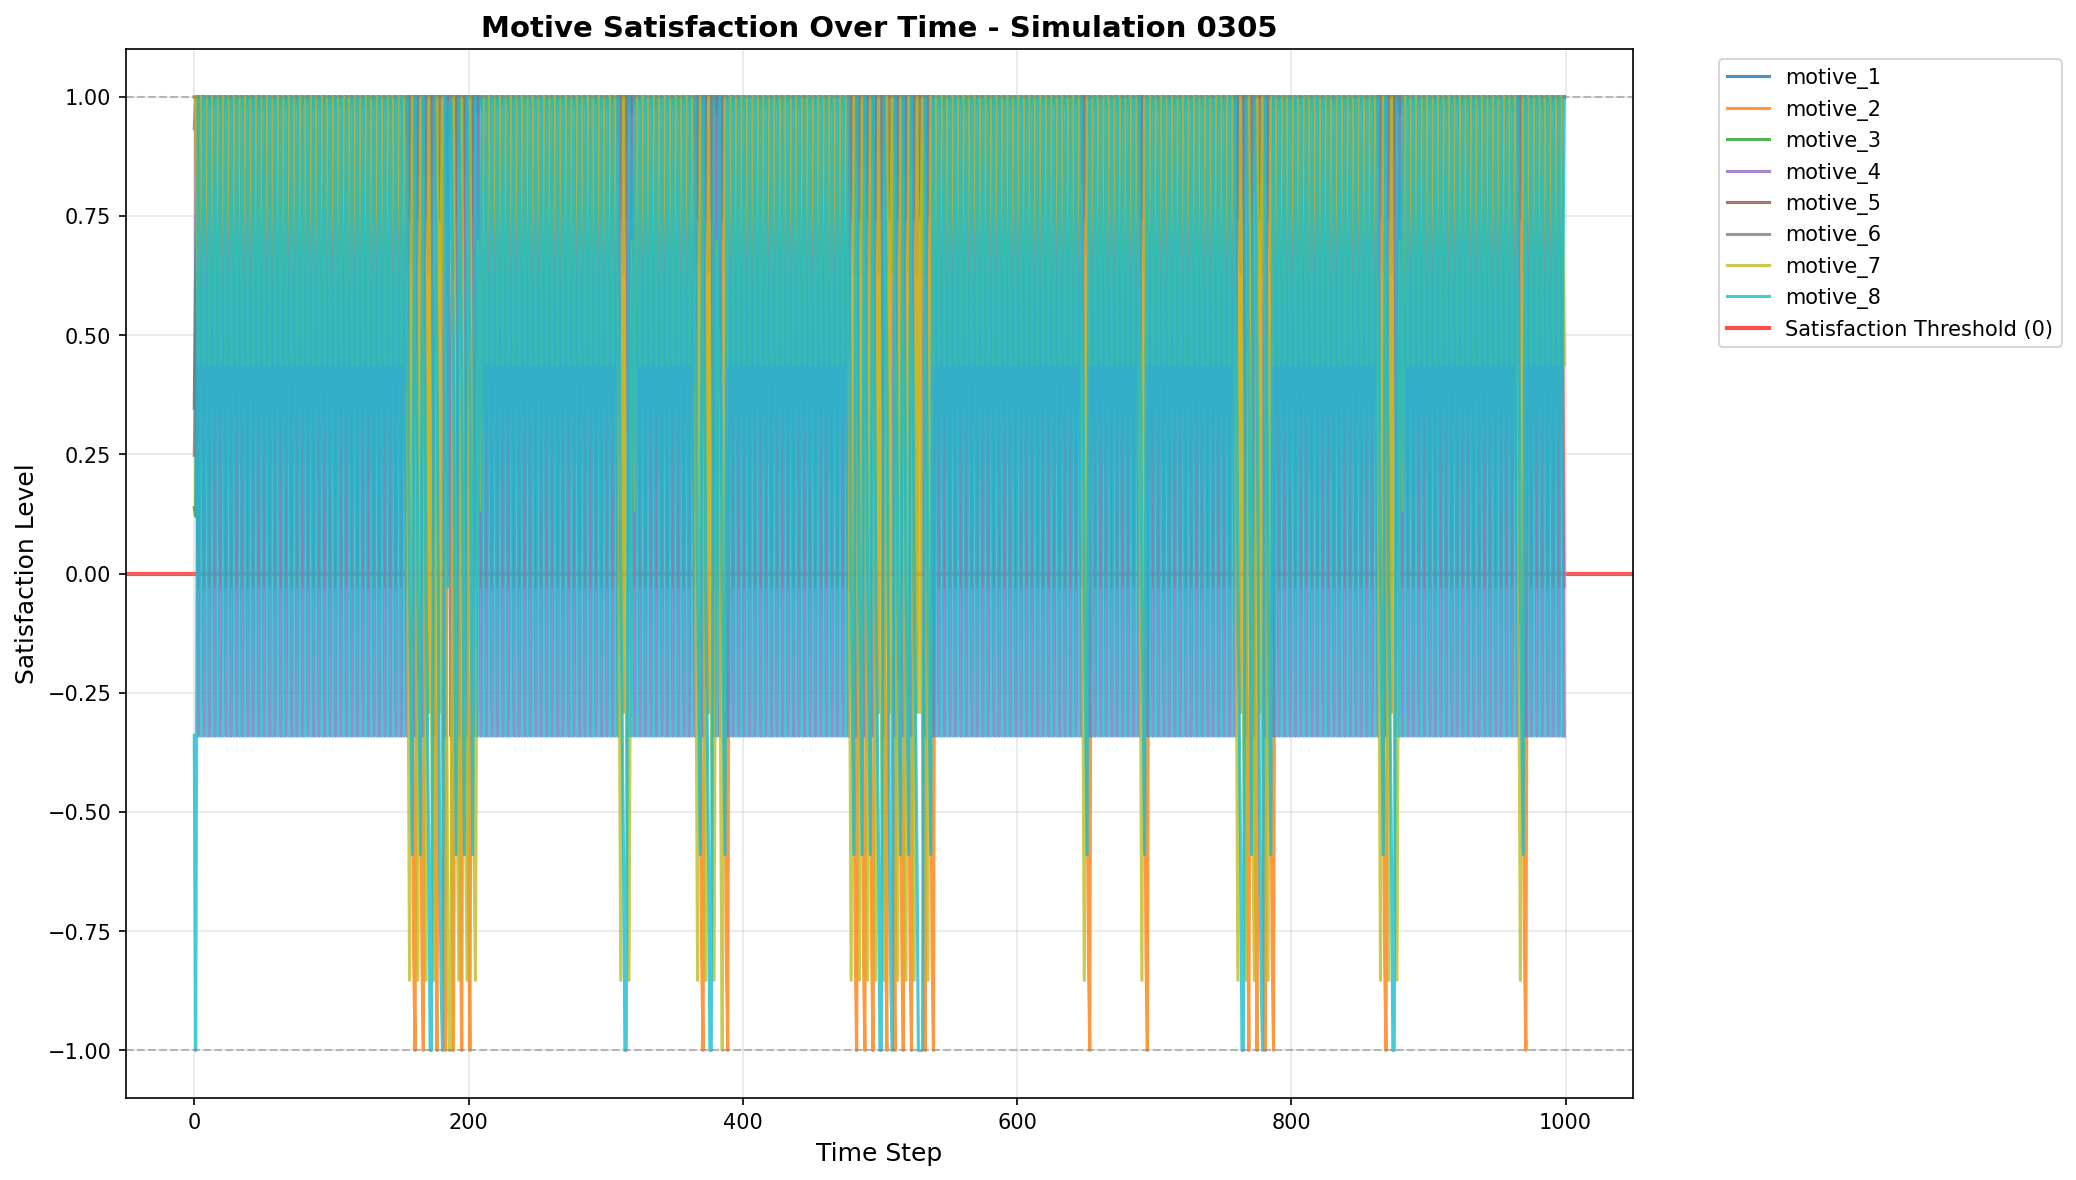 Motive Satisfaction Over Time - Simulation 0305
1.00
0.75
0.50
0.25
0.00
−0.25
−0.50
−0.75
−1.00
Satisfaction Level
0
200
400
600
800
1000
Time Step
motive_1
motive_2
motive_3
motive_4
motive_5
motive_6
motive_7
motive_8
Satisfaction Threshold (0)